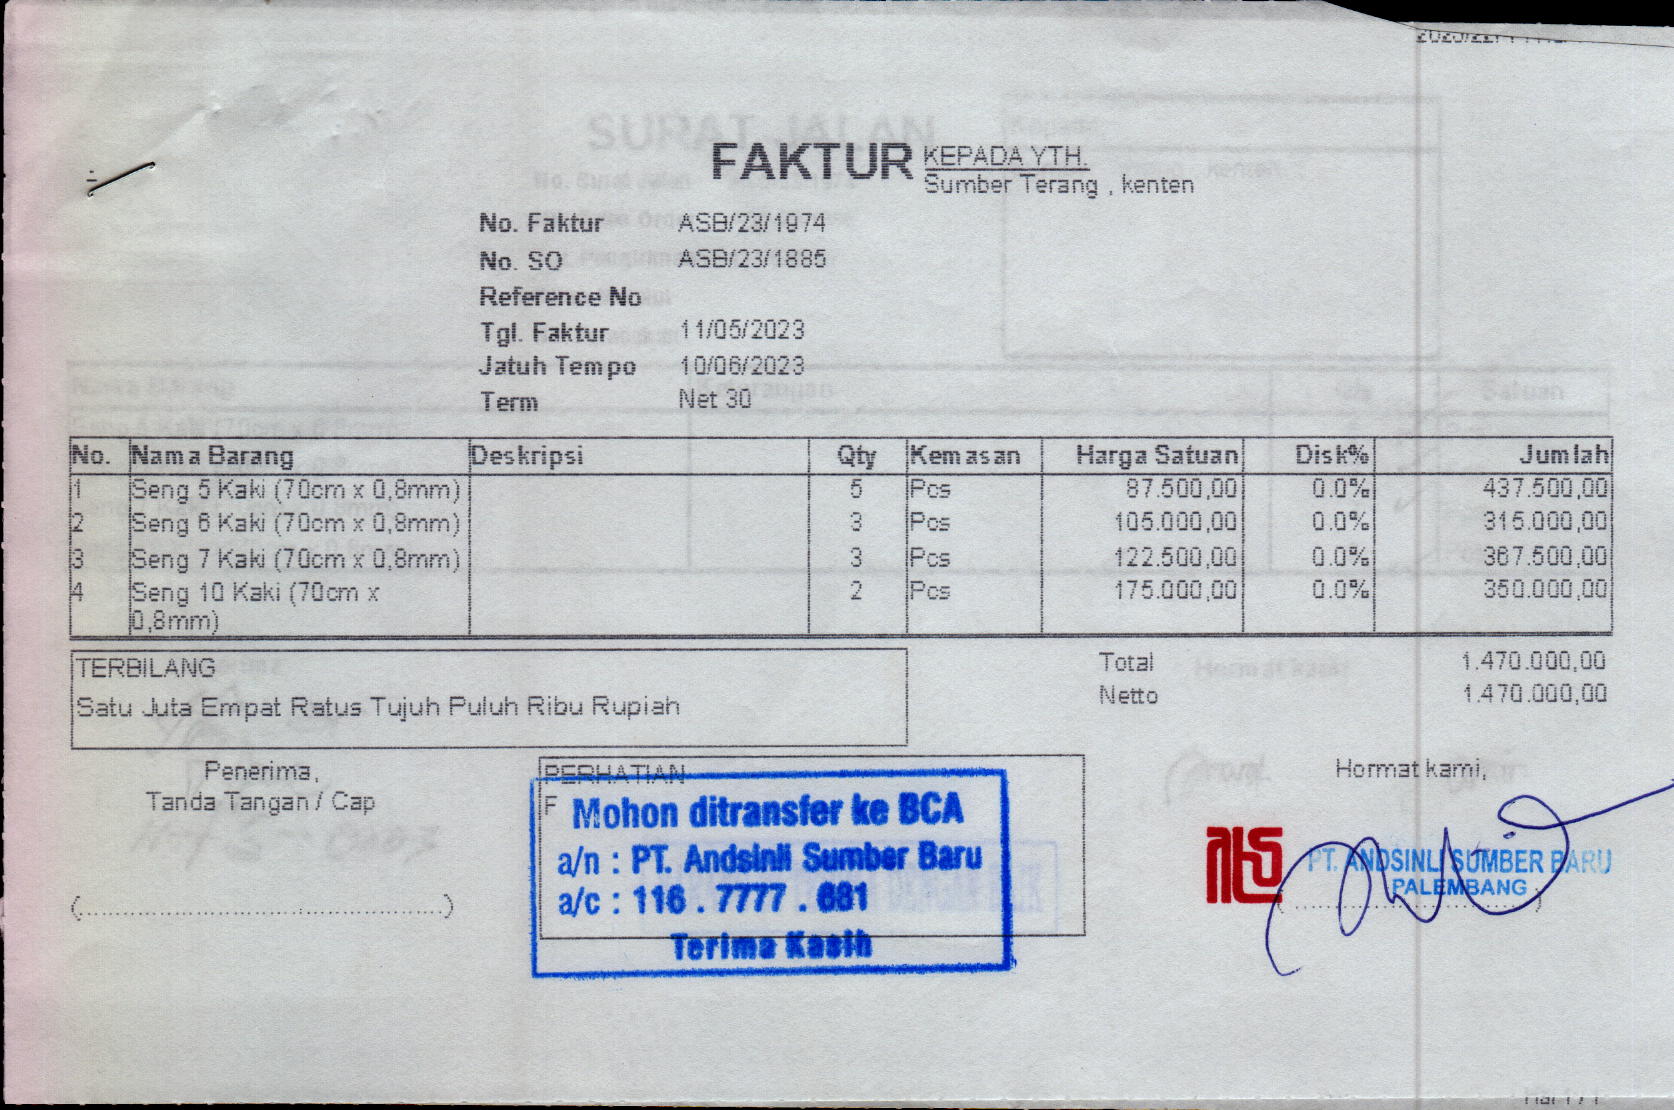 FAKTUR
KEPADA YTH.
Sumber Terang , kenten
No. Faktur ASB/23/1974
No. SO ASB/23/1885
Reference No
Tgl. Faktur 11/05/2023
Jatuh Tempo 10/06/2023
Term Net 30
No. Nama Barang Deskripsi Qty Kemasan Harga Satuan Disk% Jumlah
1 Seng 5 Kaki (70cm x 0,8mm) 5 Pcs 87.500,00 0.0% 437.500,00
2 Seng 6 Kaki (70cm x 0,8mm) 3 Pcs 105.000,00 0.0% 315.000,00
3 Seng 7 Kaki (70cm x 0,8mm) 3 Pcs 122.500,00 0.0% 367.500,00
4 Seng 10 Kaki (70cm x 2 Pcs 175.000,00 0.0% 350.000,00
0,8mm)
TERBILANG
Satu Juta Empat Ratus Tujuh Puluh Ribu Rupiah
Total 1.470.000,00
Netto 1.470.000,00
Penerima,
Tanda Tangan / Cap
PERHATIAN
F
Mohon ditransfer ke BCA
a/n : PT. Andsinli Sumber Baru
a/c : 116 . 7777 . 681
Terima Kasih
Hormat kami,
PT. ANDSINLI SUMBER BARU
PALEMBANG